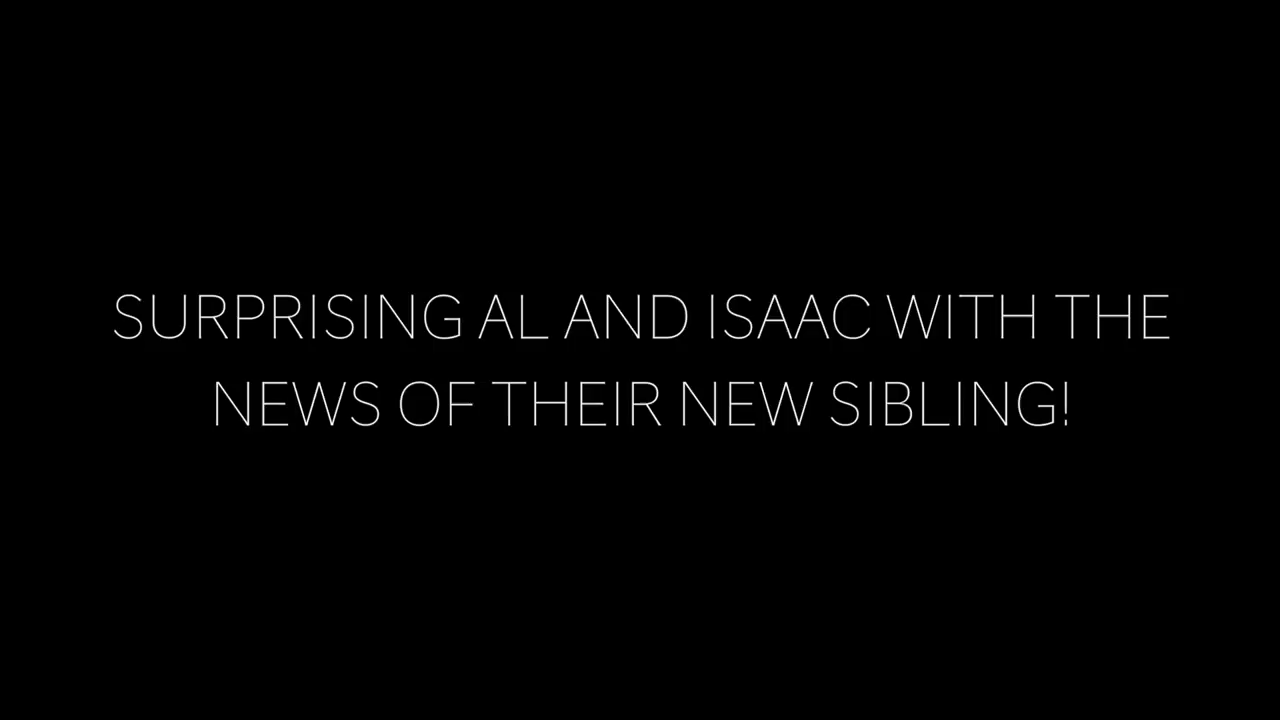 SURPRISING AL AND ISAAC WITH THE
NEWS OF THEIR NEW SIBLING!